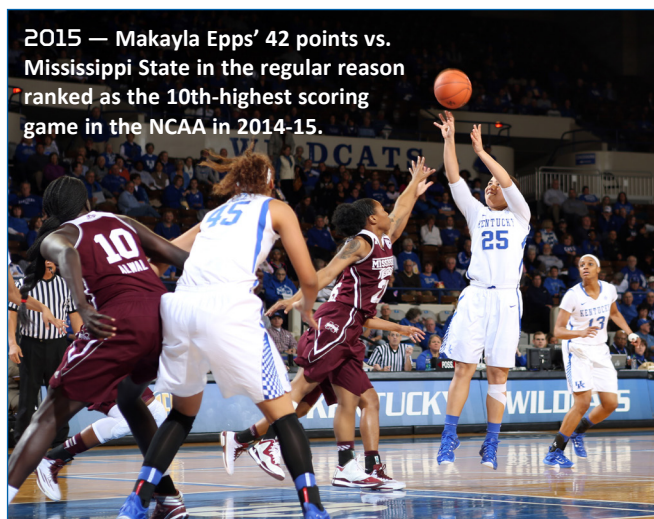 2015 — Makayla Epps’ 42 points vs.
Mississippi State in the regular reason
ranked as the 10th-highest scoring
game in the NCAA in 2014-15.
WILDCATS
10
45
25
KENTUCKY
KENTUCKY
13
KENTUCKY WILDCATS